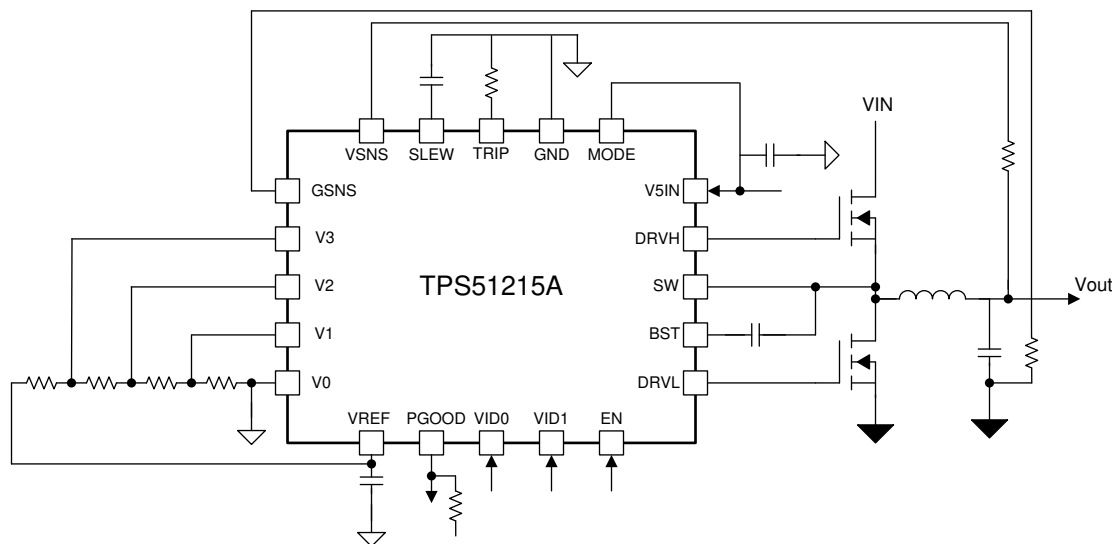 VIN
VSNS SLEW TRIP GND MODE
GSNS
V5IN
V3
DRVH
V2
TPS51215A
SW
Vout
V1
BST
V0
DRVL
VREF PGOOD VID0 VID1 EN